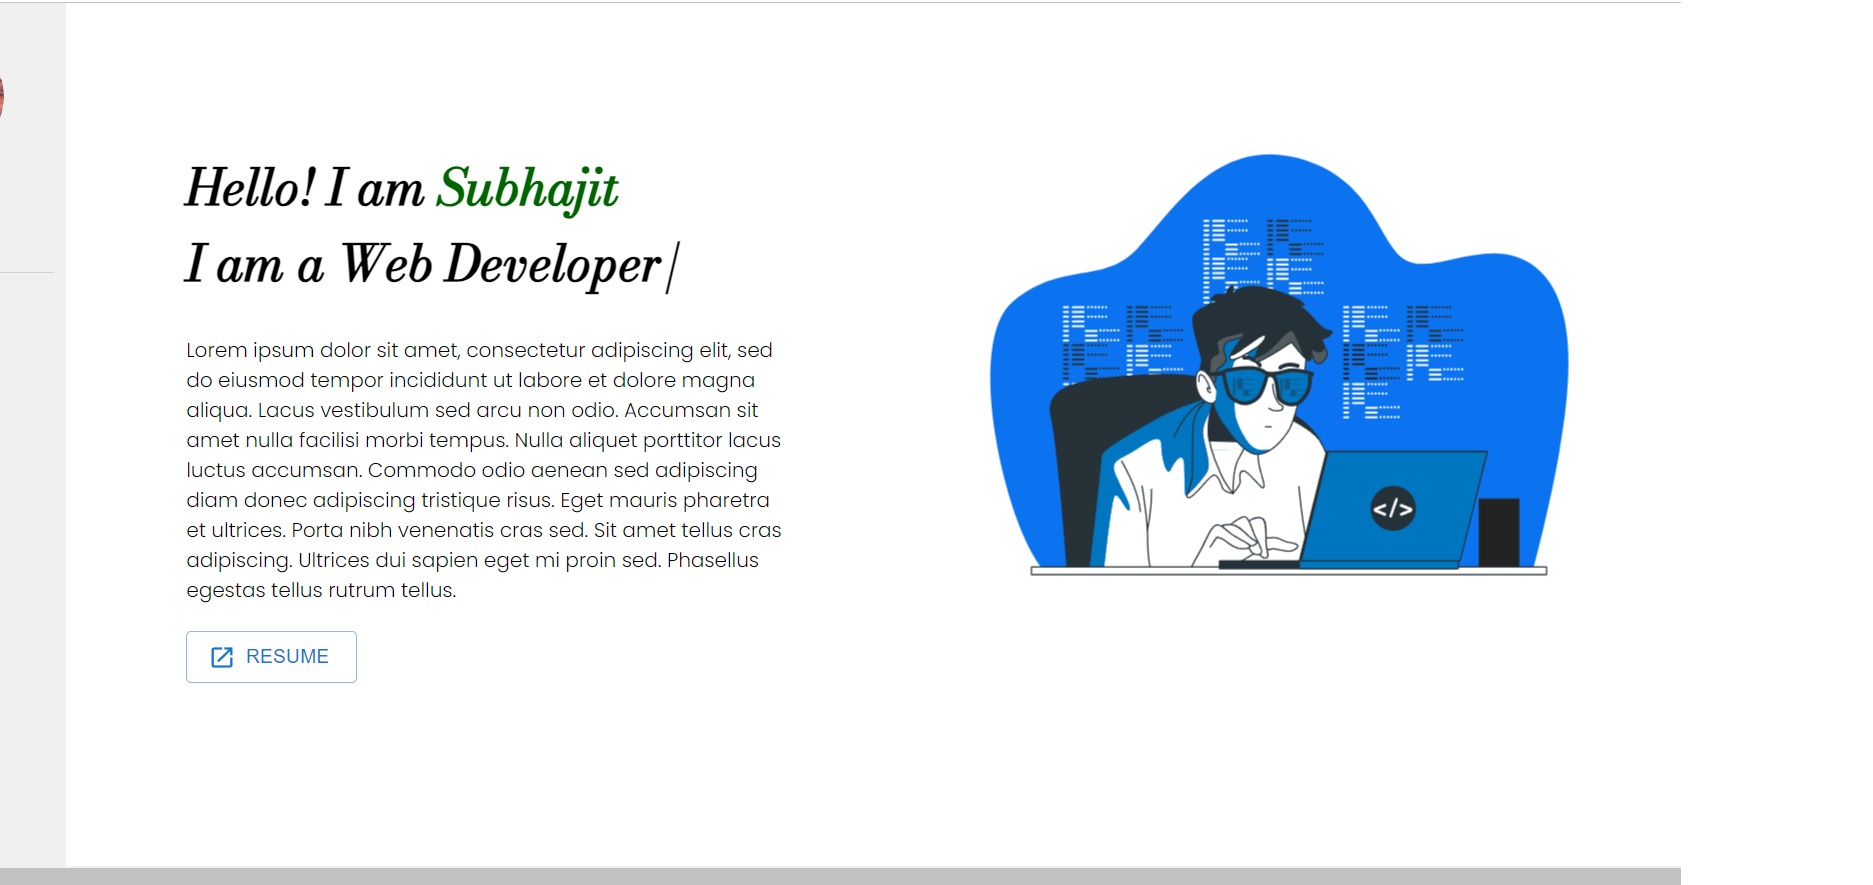 Hello! I am Subhajit
I am a Web Developer|
Lorem ipsum dolor sit amet, consectetur adipiscing elit, sed
do eiusmod tempor incididunt ut labore et dolore magna
aliqua. Lacus vestibulum sed arcu non odio. Accumsan sit
amet nulla facilisi morbi tempus. Nulla aliquet porttitor lacus
luctus accumsan. Commodo odio aenean sed adipiscing
diam donec adipiscing tristique risus. Eget mauris pharetra
et ultrices. Porta nibh venenatis cras sed. Sit amet tellus cras
adipiscing. Ultrices dui sapien eget mi proin sed. Phasellus
egestas tellus rutrum tellus.
RESUME
</>